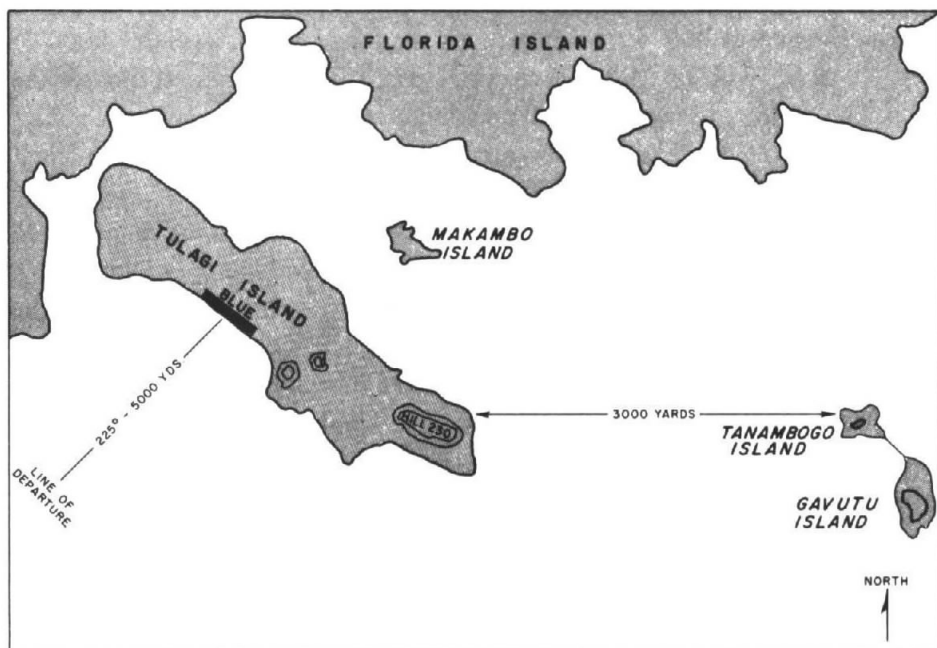 FLORIDA ISLAND
MAKAMBO
ISLAND
TULAGI ISLAND
BLUE
225° - 5000 YDS
LINE OF
DEPARTURE
HILL 230
3000 YARDS
TANAMBOGO
ISLAND
GAVUTU
ISLAND
NORTH